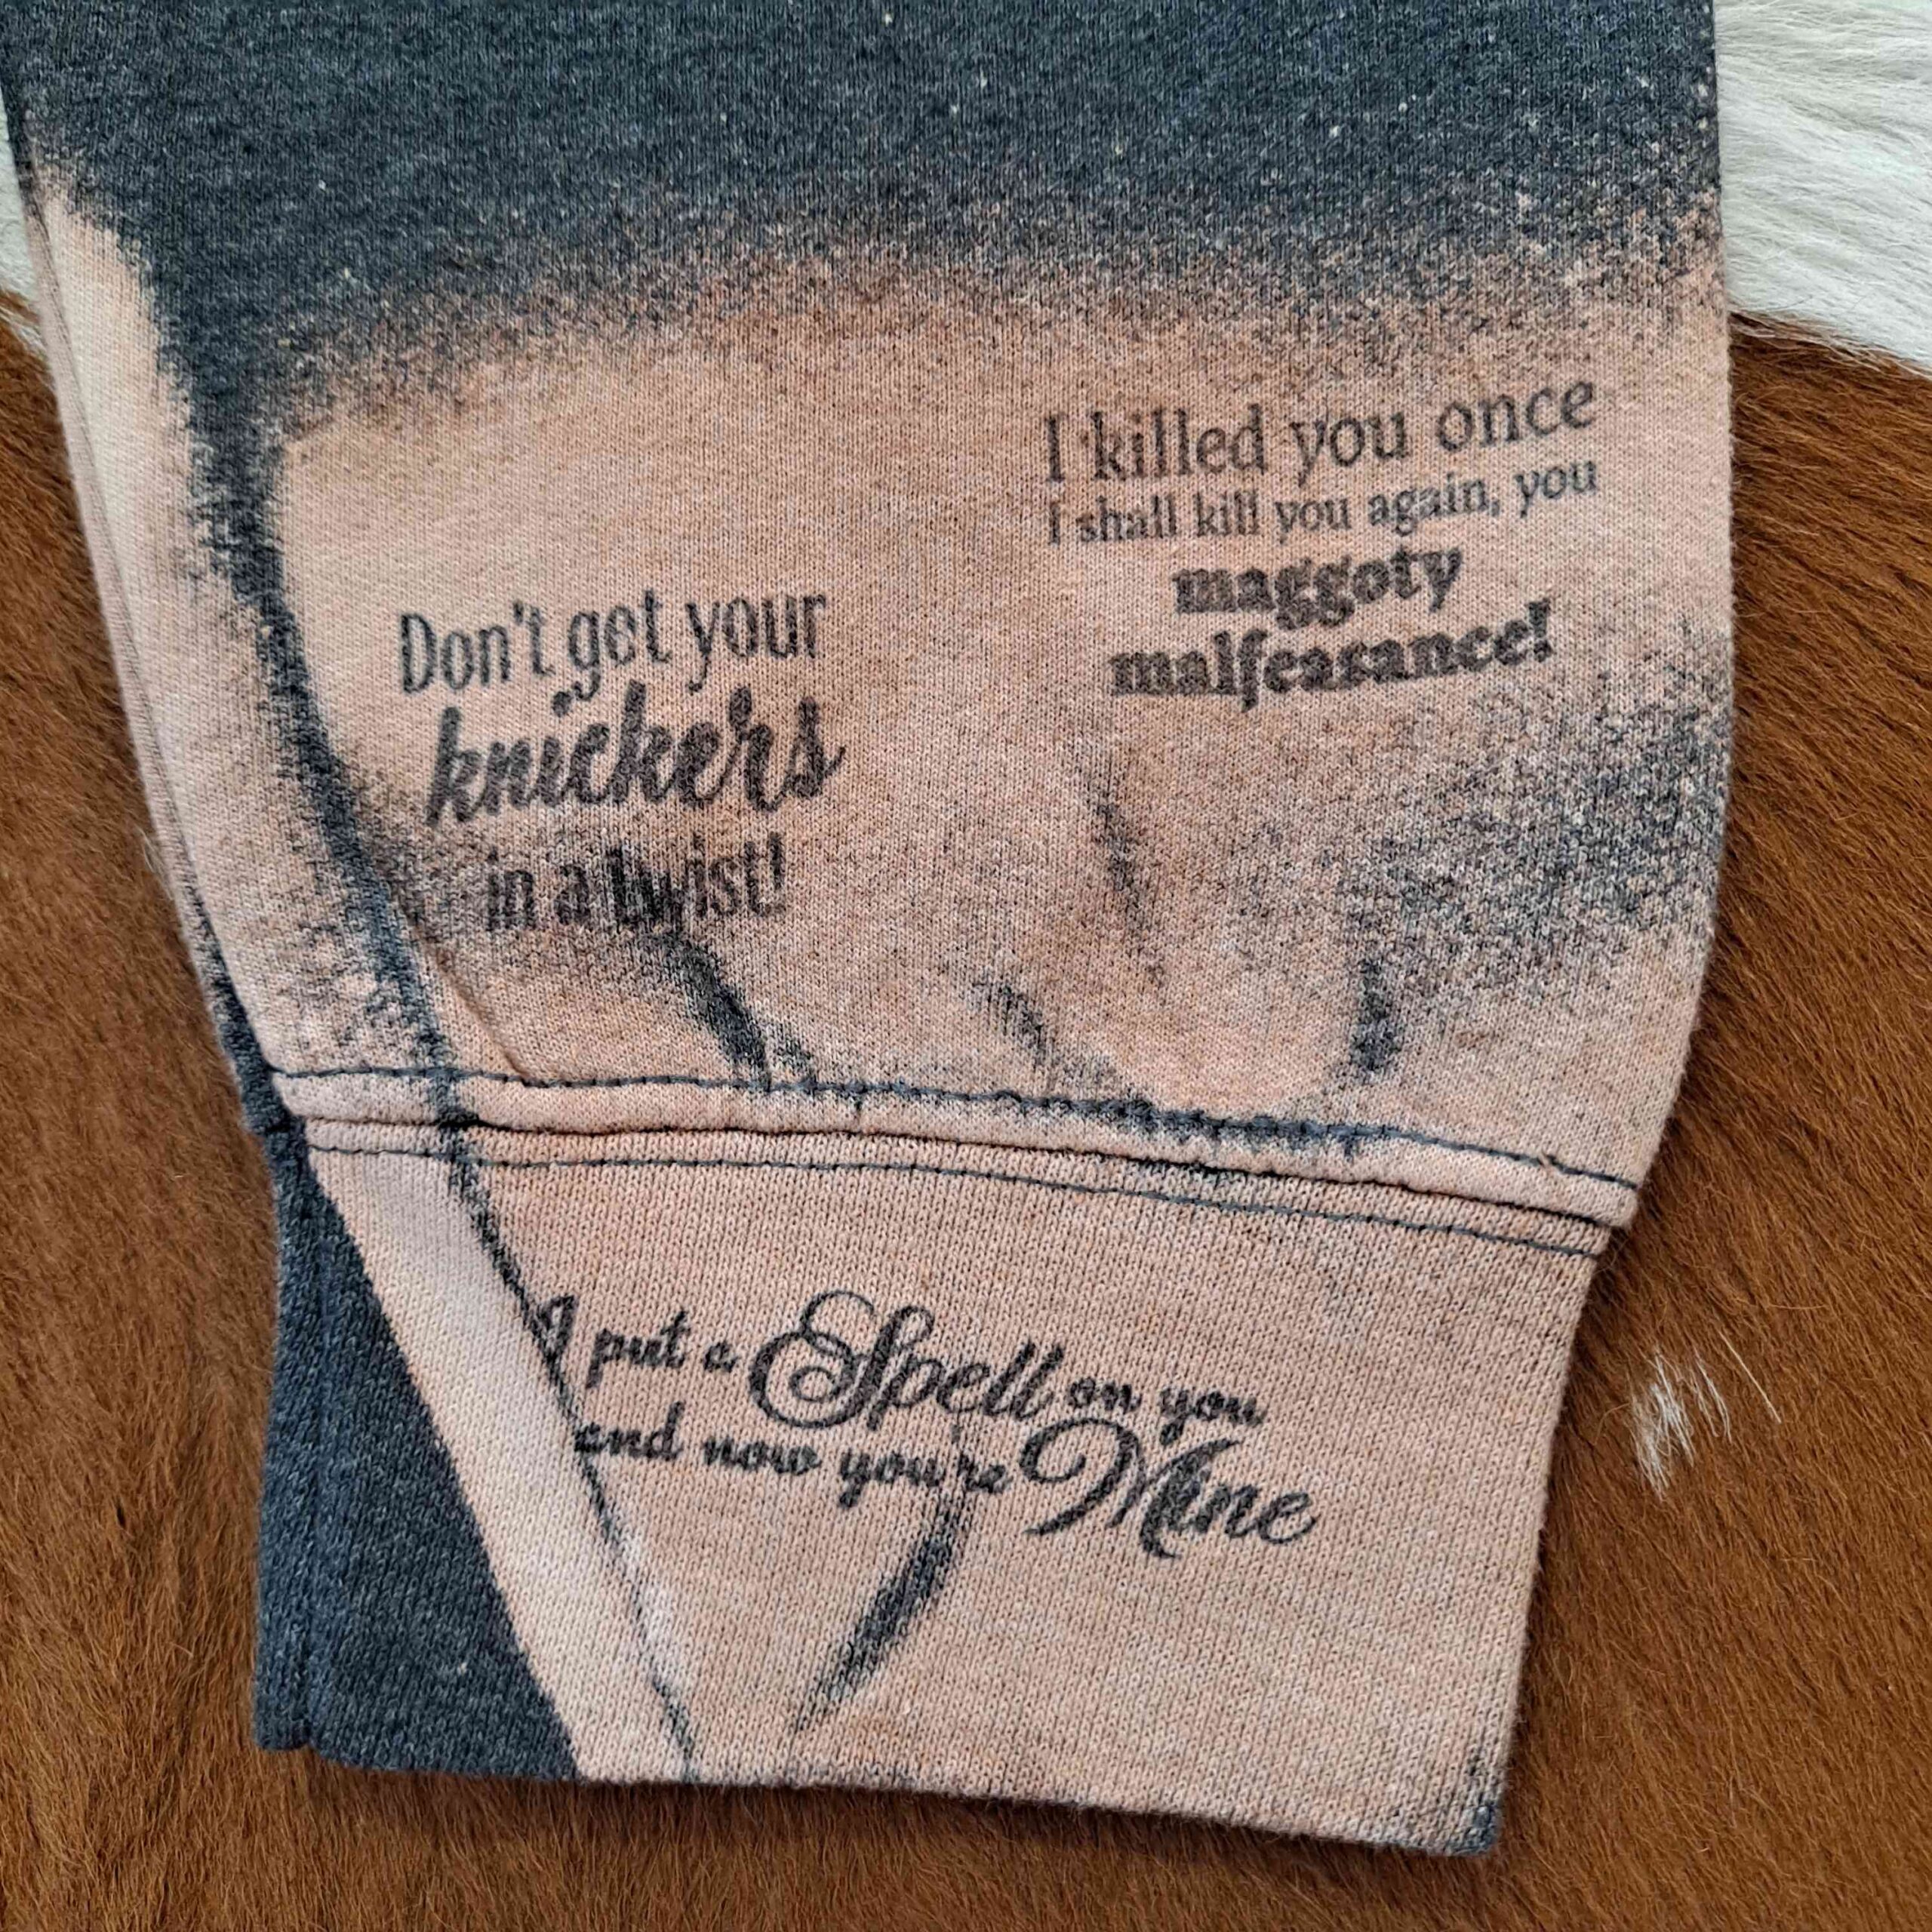 I killed you once
I shall kill you again, you
maggoty
malfeasance!
Don't get your
knickers
in a twist!
I put a Spell on you
and now you're Mine